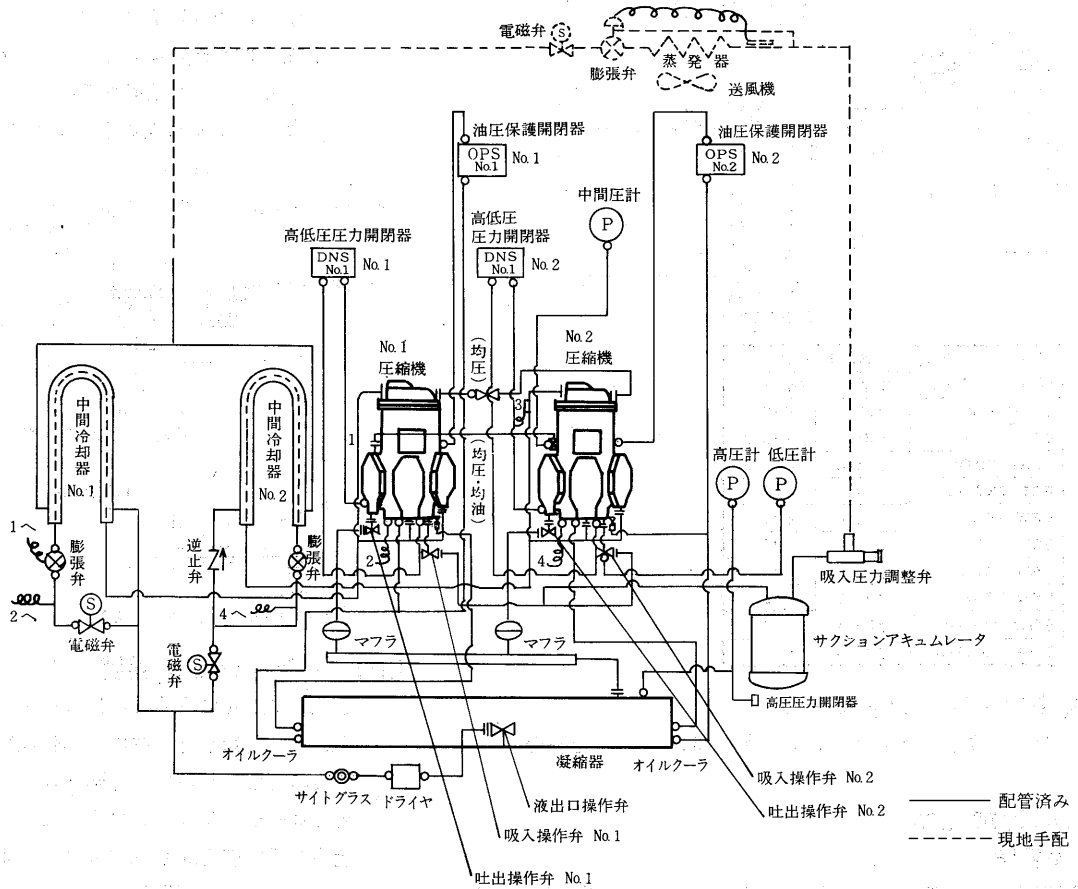 電磁弁
S
膨張弁
蒸発器
送風機
油圧保護開閉器
OPS
No.1
No.1
油圧保護開閉器
OPS
No.2
No.2
中間圧計
P
高低圧圧力開閉器
DNS
No.1
No.1
高低圧
圧力開閉器
DNS
No.1
No.2
No.1
圧縮機
(均圧)
No.2
圧縮機
3
1
(均圧・均油)
中間冷却器
No.1
中間冷却器
No.2
高圧計
P
低圧計
P
1へ
膨張弁
2へ
S
電磁弁
逆止弁
膨張弁
4へ
電磁弁
S
2
4
吸入圧力調整弁
マフラ
マフラ
サクションアキュムレータ
高圧圧力開閉器
オイルクーラ
凝縮器
オイルクーラ
サイトグラス
ドライヤ
液出口操作弁
吸入操作弁 No.1
吐出操作弁 No.1
吸入操作弁 No.2
吐出操作弁 No.2
配管済み
現地手配